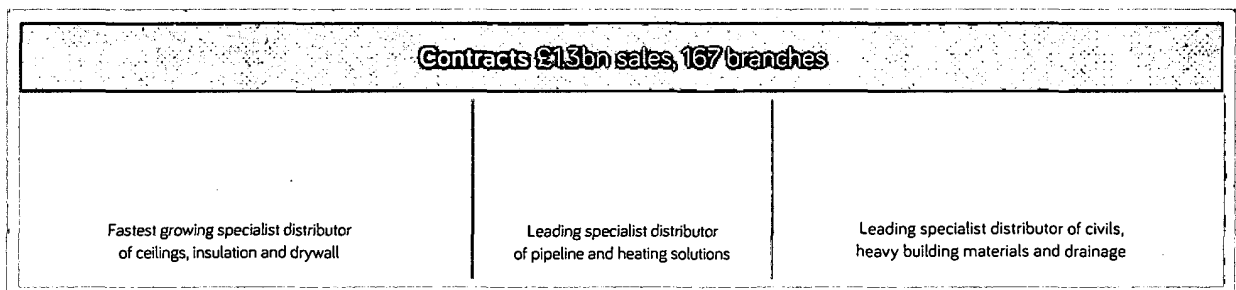 Contracts £1.3bn sales, 167 branches
Fastest growing specialist distributor
of ceilings, insulation and drywall
Leading specialist distributor
of pipeline and heating solutions
Leading specialist distributor of civils,
heavy building materials and drainage